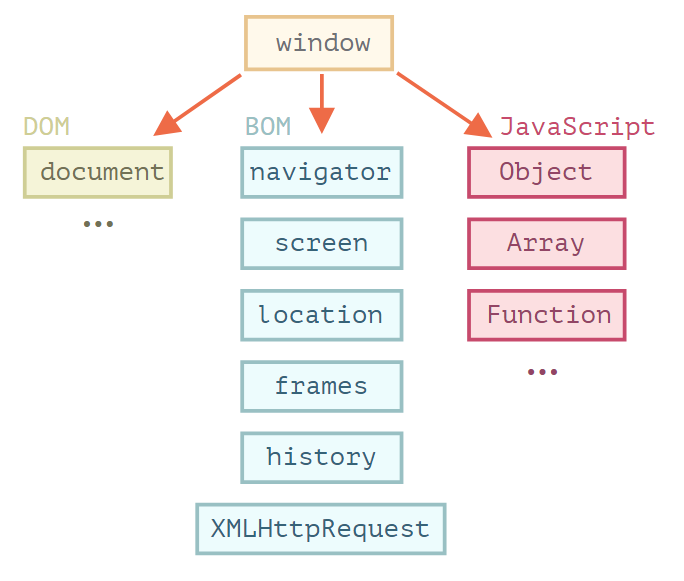 window
DOM
document
...
BOM
navigator
screen
location
frames
history
XMLHttpRequest
JavaScript
Object
Array
Function
...